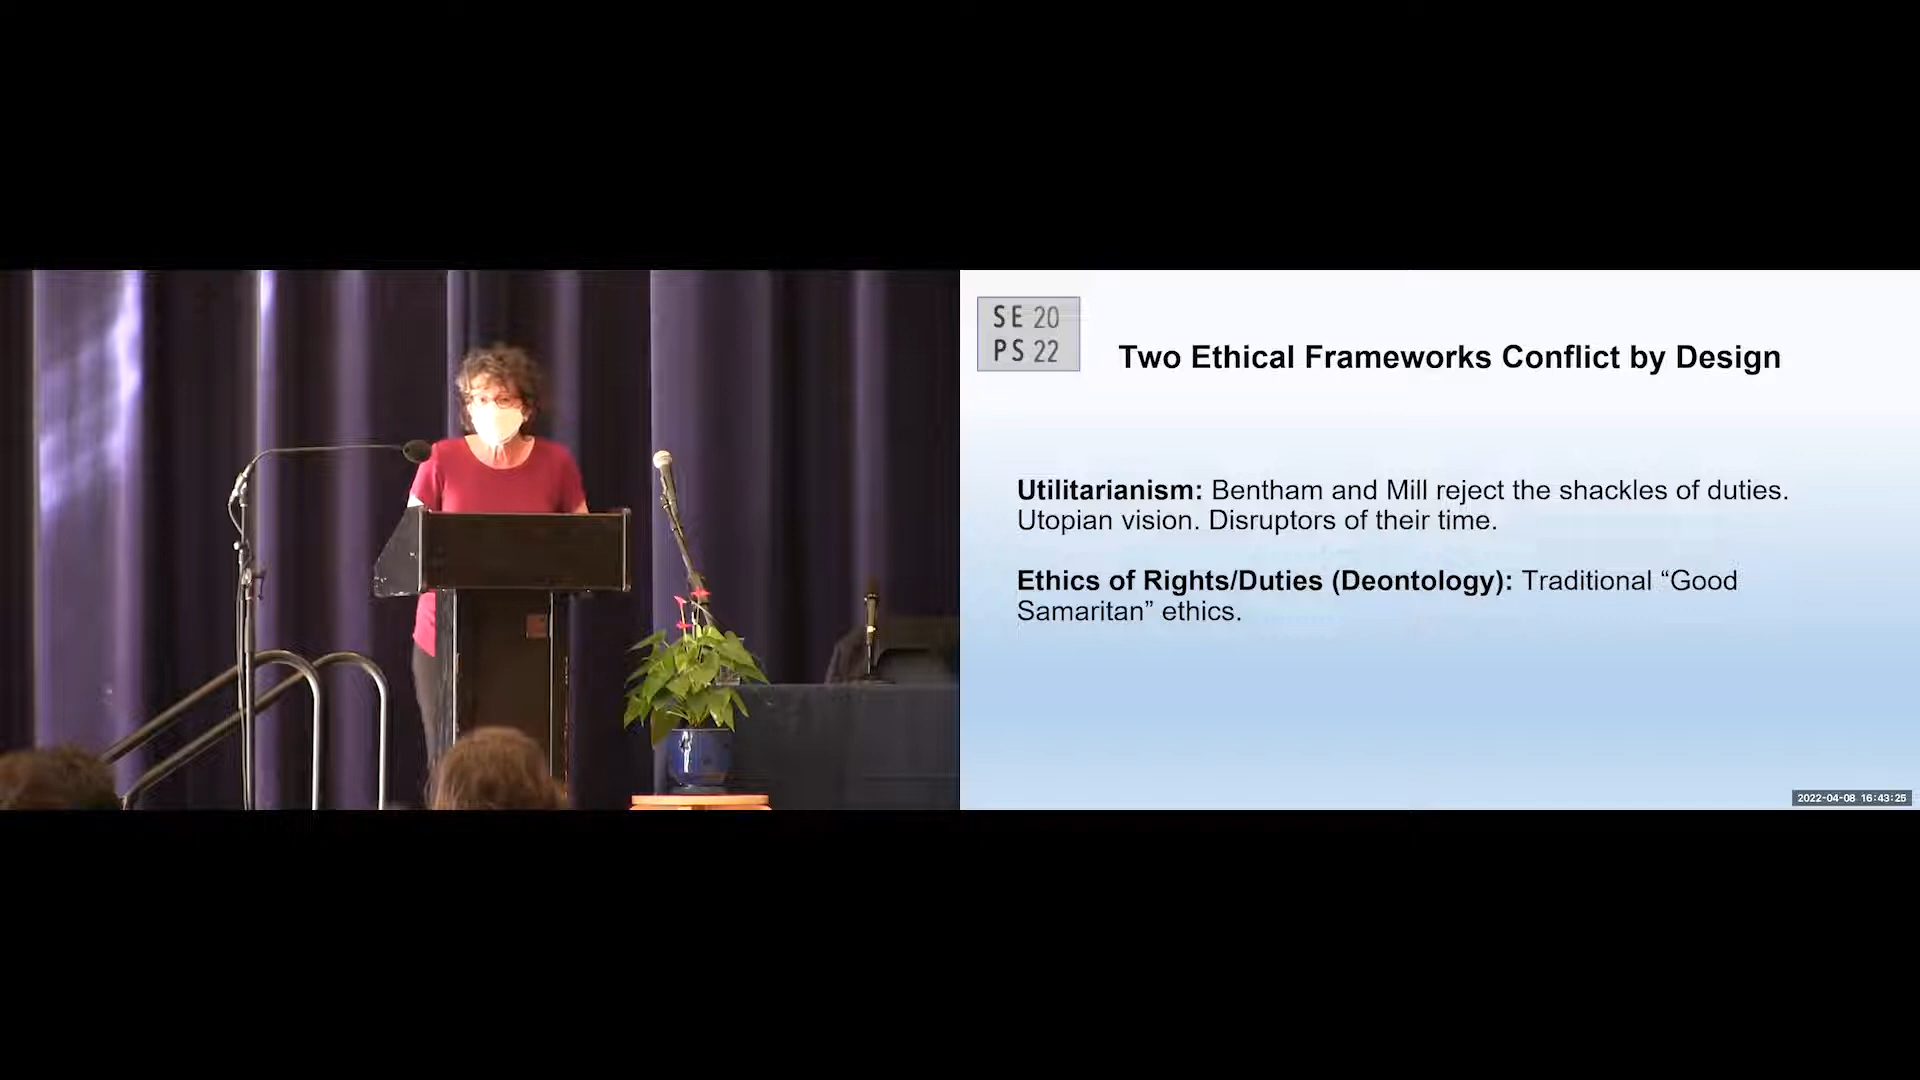 SE 20
PS 22
Two Ethical Frameworks Conflict by Design
Utilitarianism: Bentham and Mill reject the shackles of duties.
Utopian vision. Disruptors of their time.
Ethics of Rights/Duties (Deontology): Traditional “Good
Samaritan” ethics.
2022-04-08 16:43:25